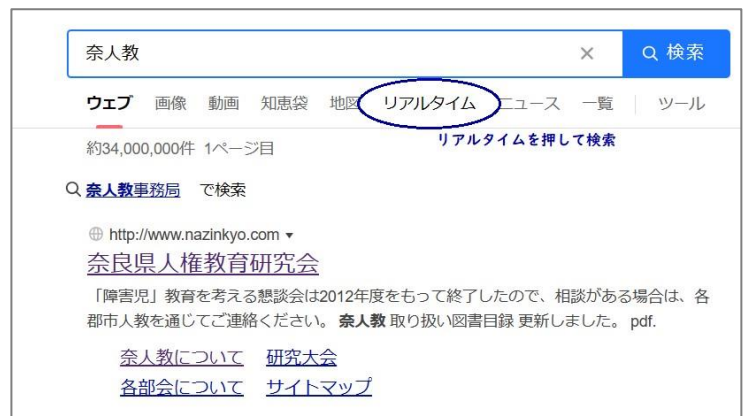 奈人教 × 検索
ウェブ 画像 動画 知恵袋 地図 リアルタイム ニュース 一覧 ツール
リアルタイムを押して検索
約34,000,000件 1ページ目
奈人教事務局 で検索
http://www.nazinkyo.com
奈良県人権教育研究会
「障害児」教育を考える懇談会は2012年度をもって終了したので、相談がある場合は、各
郡市人教を通じてご連絡ください。 奈人教 取り扱い図書目録 更新しました。 pdf.
奈人教について 研究大会
各部会について サイトマップ